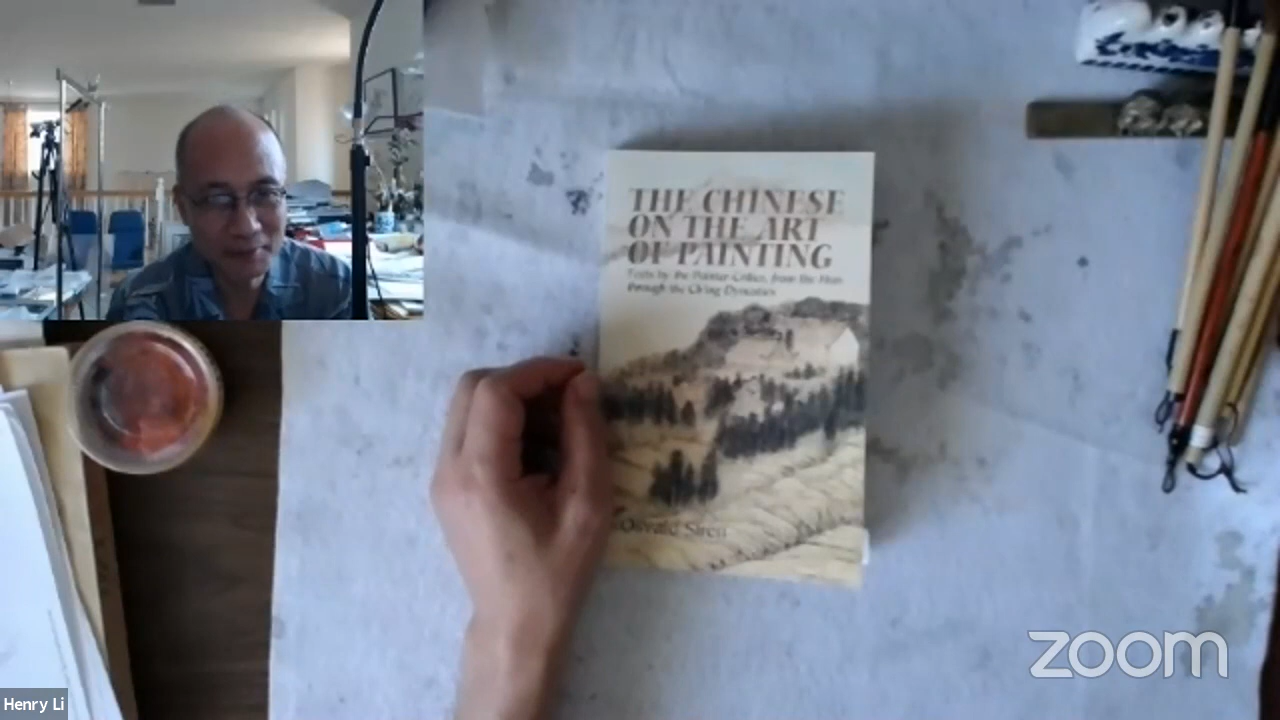 THE CHINESE
ON THE ART
OF PAINTING
Texts by the Painter-Critics, from the Han
through the Ch'ing Dynasties
Osvald Sirén
zoom
Henry Li